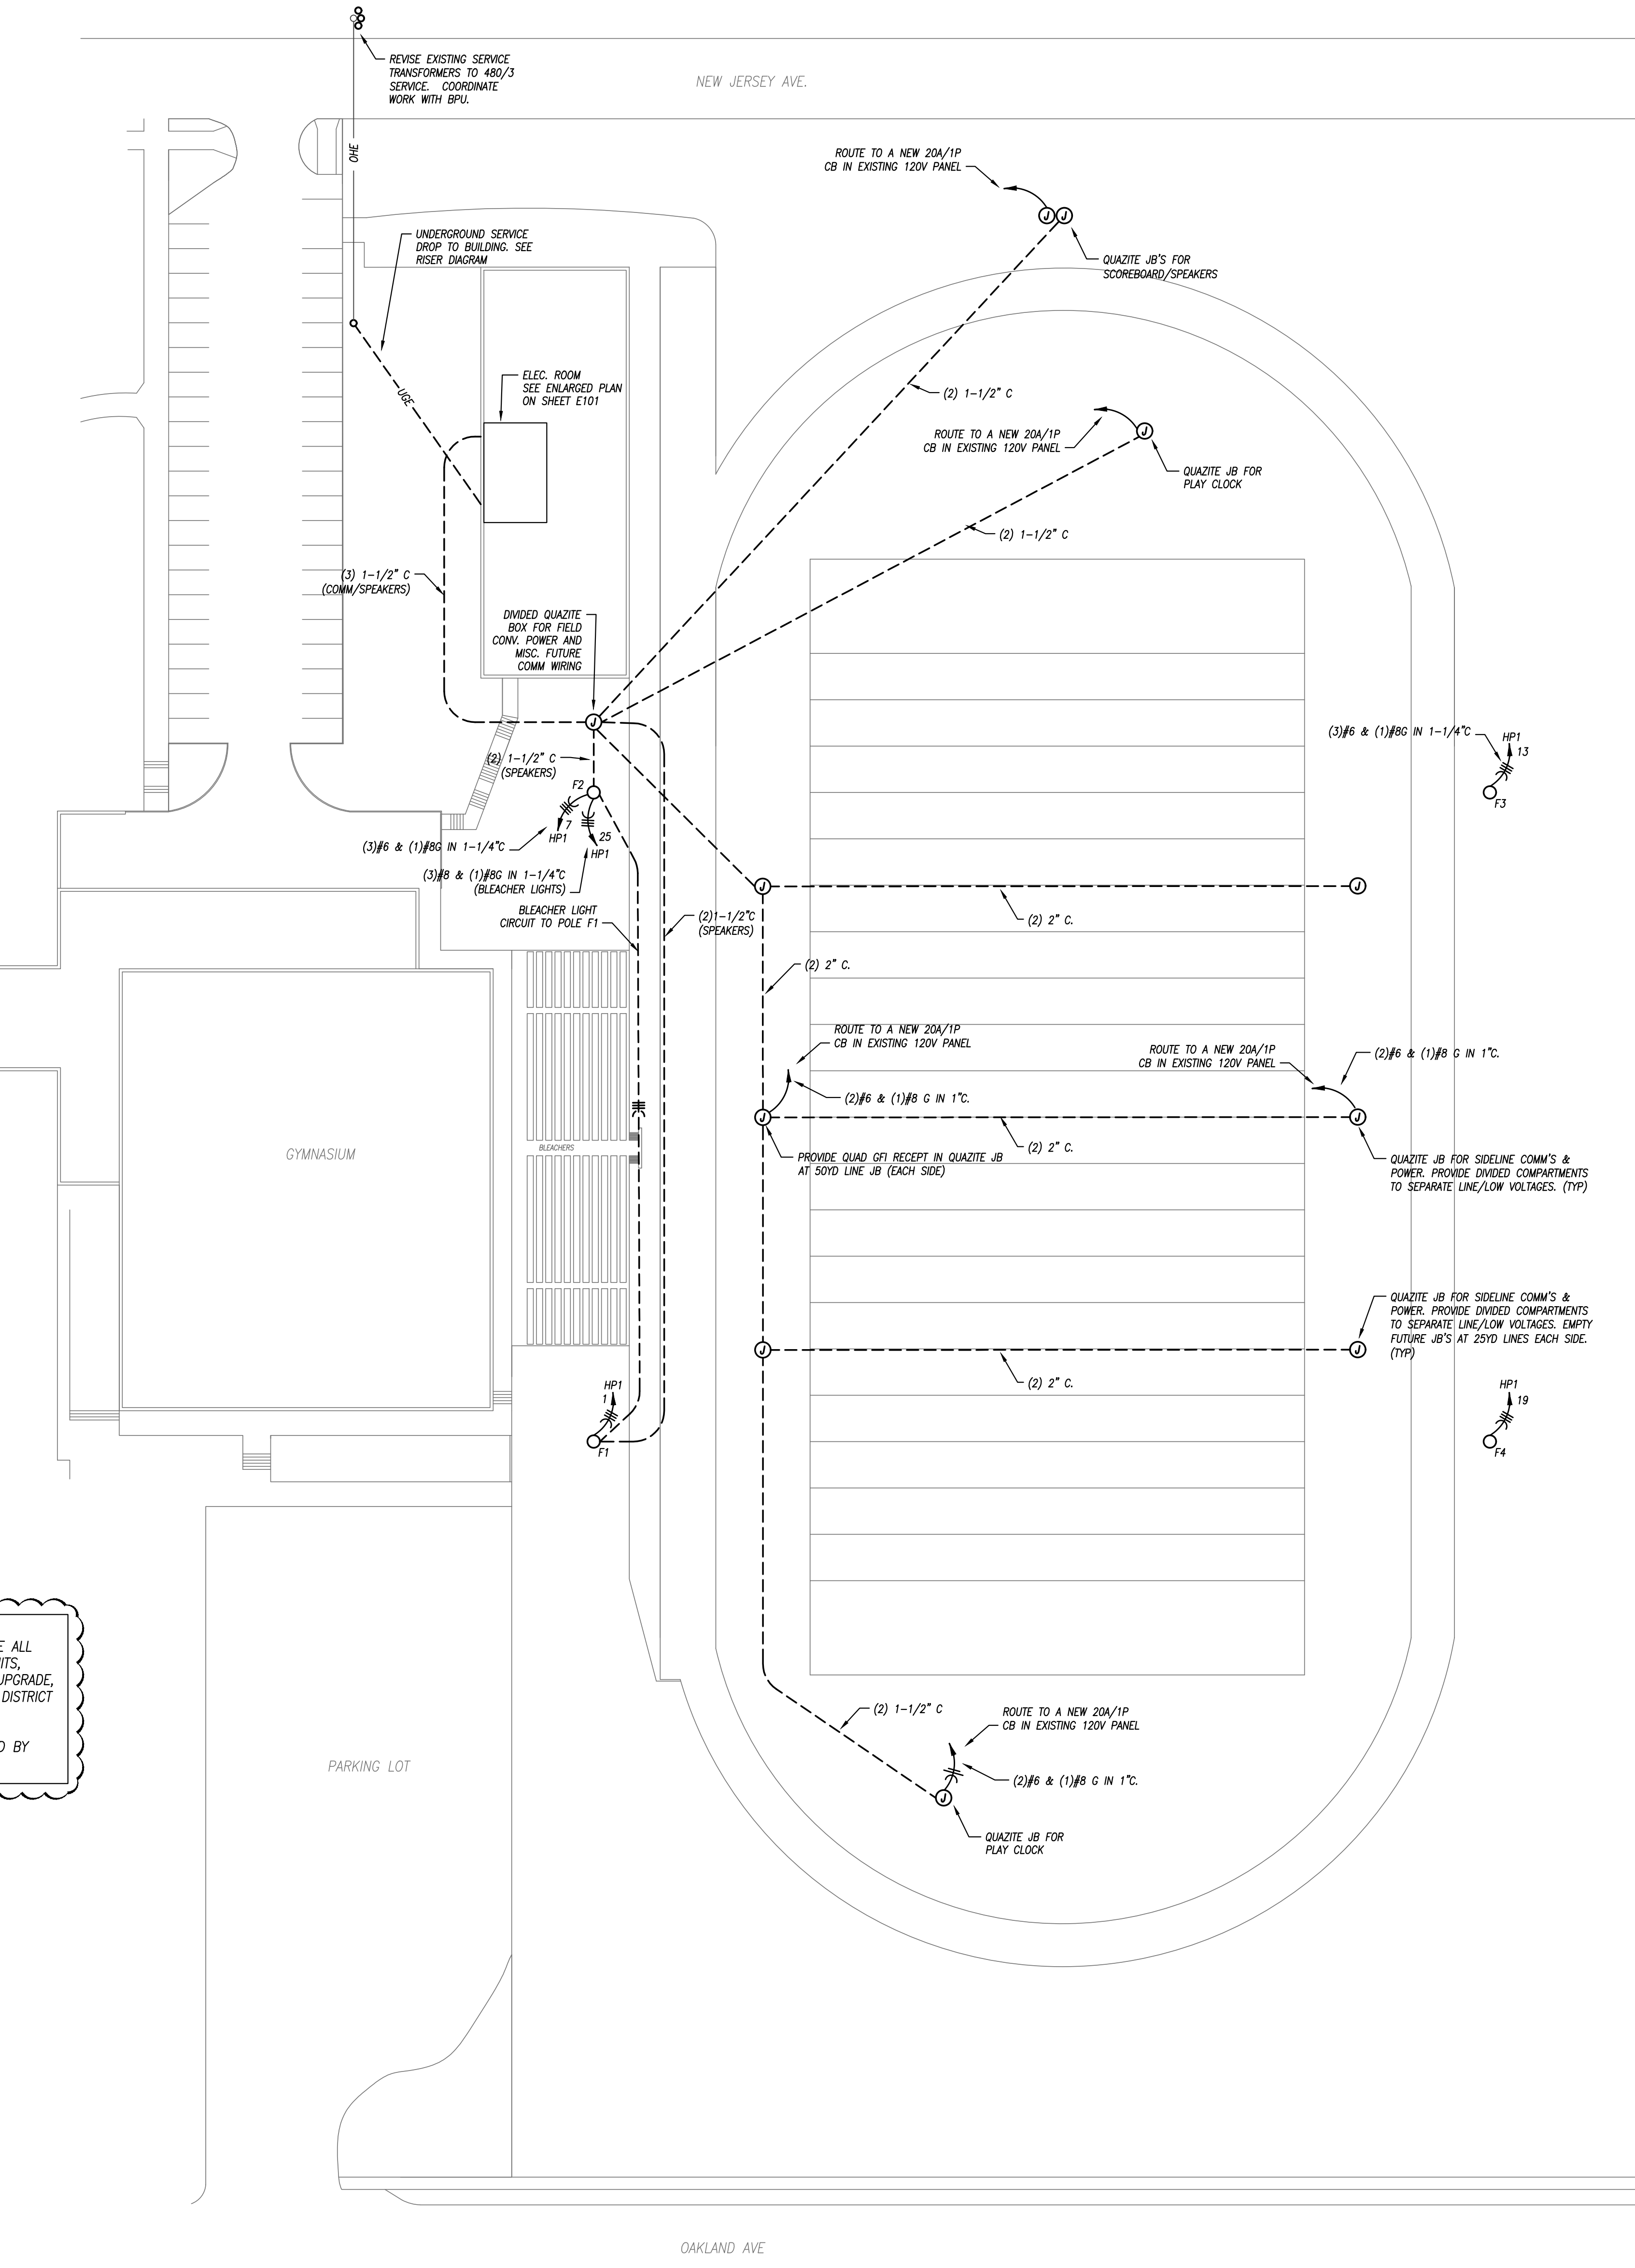 REVISE EXISTING SERVICE
TRANSFORMERS TO 480/3
SERVICE. COORDINATE
WORK WITH BPU.
NEW JERSEY AVE.
OHE
ROUTE TO A NEW 20A/1P
CB IN EXISTING 120V PANEL
J J
QUAZITE JB'S FOR
SCOREBOARD/SPEAKERS
UNDERGROUND SERVICE
DROP TO BUILDING. SEE
RISER DIAGRAM
UGE
ELEC. ROOM
SEE ENLARGED PLAN
ON SHEET E101
(2) 1-1/2" C
ROUTE TO A NEW 20A/1P
CB IN EXISTING 120V PANEL
J
QUAZITE JB FOR
PLAY CLOCK
(2) 1-1/2" C
(3) 1-1/2" C
(COMM/SPEAKERS)
DIVIDED QUAZITE
BOX FOR FIELD
CONV. POWER AND
MISC. FUTURE
COMM WIRING
J
(2) 1-1/2" C
(SPEAKERS)
F2
7
HP1
25
HP1
(3)#6 & (1)#8G IN 1-1/4"C
(3)#8 & (1)#8G IN 1-1/4"C
(BLEACHER LIGHTS)
(3)#6 & (1)#8G IN 1-1/4"C
HP1
13
F3
BLEACHER LIGHT
CIRCUIT TO POLE F1
(2)1-1/2"C
(SPEAKERS)
J
J
(2) 2" C.
(2) 2" C.
ROUTE TO A NEW 20A/1P
CB IN EXISTING 120V PANEL
(2)#6 & (1)#8 G IN 1"C.
ROUTE TO A NEW 20A/1P
CB IN EXISTING 120V PANEL
(2)#6 & (1)#8 G IN 1"C.
J
J
(2) 2" C.
PROVIDE QUAD GFI RECEPT IN QUAZITE JB
AT 50YD LINE JB (EACH SIDE)
QUAZITE JB FOR SIDELINE COMM'S &
POWER. PROVIDE DIVIDED COMPARTMENTS
TO SEPARATE LINE/LOW VOLTAGES. (TYP)
GYMNASIUM
BLEACHERS
QUAZITE JB FOR SIDELINE COMM'S &
POWER. PROVIDE DIVIDED COMPARTMENTS
TO SEPARATE LINE/LOW VOLTAGES. EMPTY
FUTURE JB'S AT 25YD LINES EACH SIDE.
(TYP)
J
J
(2) 2" C.
HP1
1
F1
HP1
19
F4
E ALL
ITS,
UPGRADE,
DISTRICT
D BY
(2) 1-1/2" C
ROUTE TO A NEW 20A/1P
CB IN EXISTING 120V PANEL
(2)#6 & (1)#8 G IN 1"C.
J
QUAZITE JB FOR
PLAY CLOCK
PARKING LOT
OAKLAND AVE